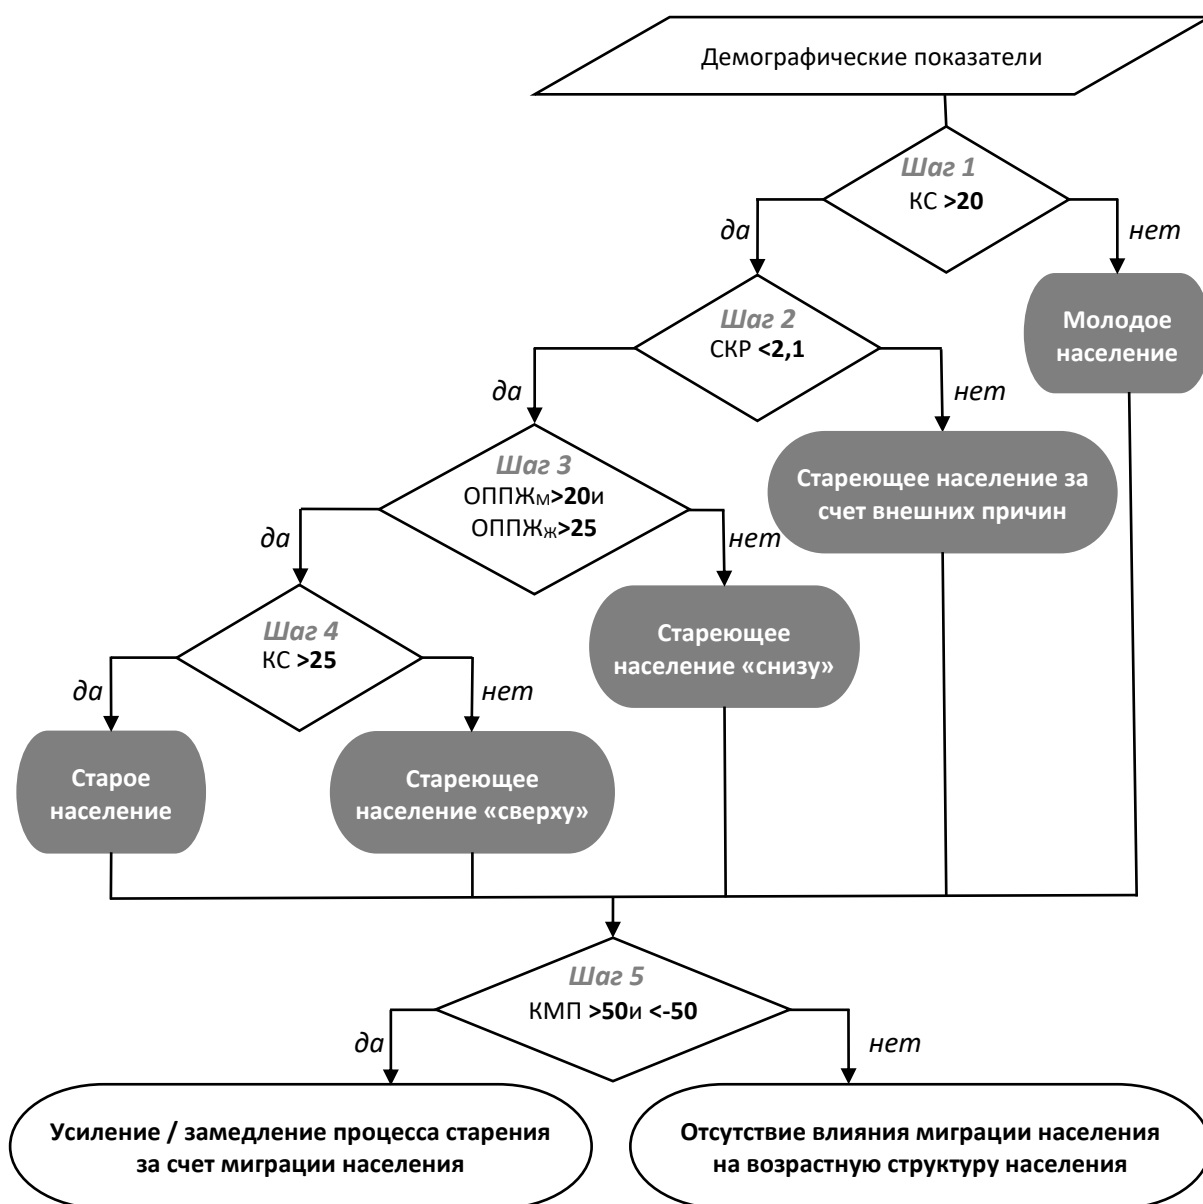 Демографические показатели
Шаг 1
КС >20
да
нет
Шаг 2
СКР <2,1
Молодое
население
да
нет
Шаг 3
ОППЖм>20и
ОППЖж>25
Стареющее население за
счет внешних причин
да
нет
Шаг 4
КС >25
Стареющее
население «снизу»
да
нет
Старое
население
Стареющее
население «сверху»
Шаг 5
КМП >50и <-50
да
нет
Усиление / замедление процесса старения
за счет миграции населения
Отсутствие влияния миграции населения
на возрастную структуру населения